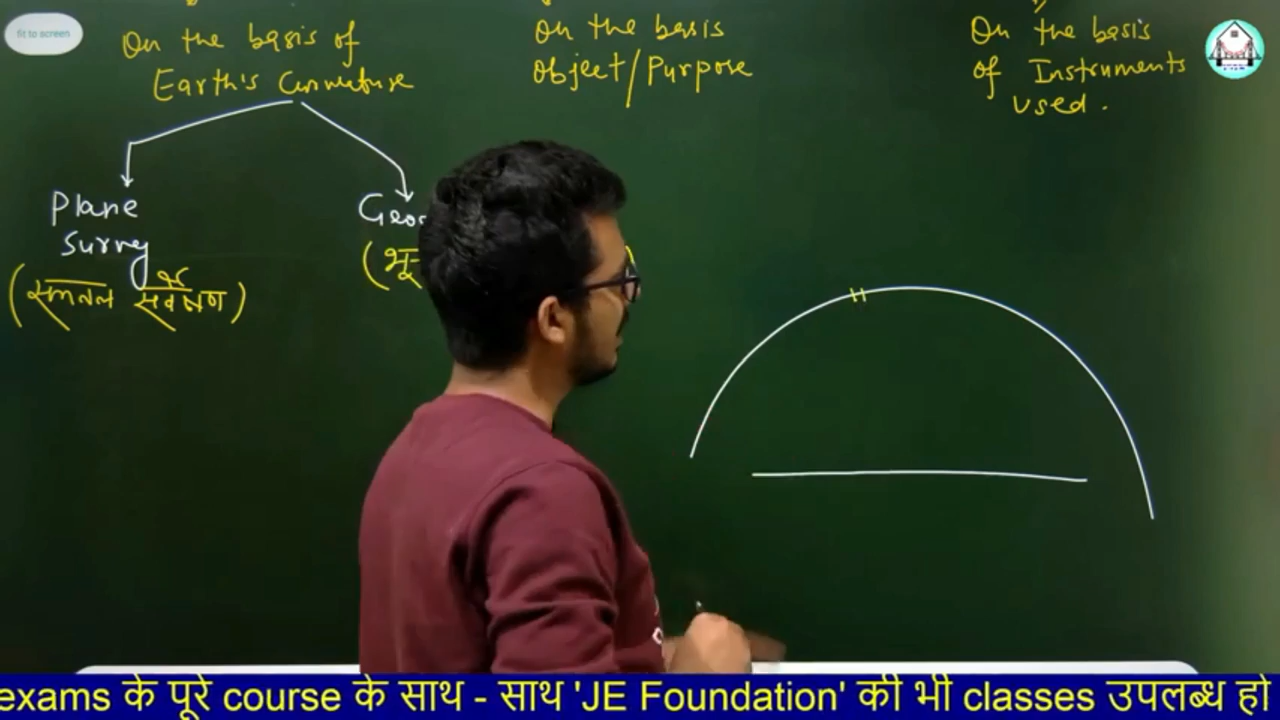 fit to screen
On the basis of
Earth's Curvature
On the basis
Object/Purpose
On the basis
of Instruments
used.
Plane
Survey
(समतल सर्वेक्षण)
Geo
(भू
exams के पूरे course के साथ - साथ 'JE Foundation' की भी classes उपलब्ध हो